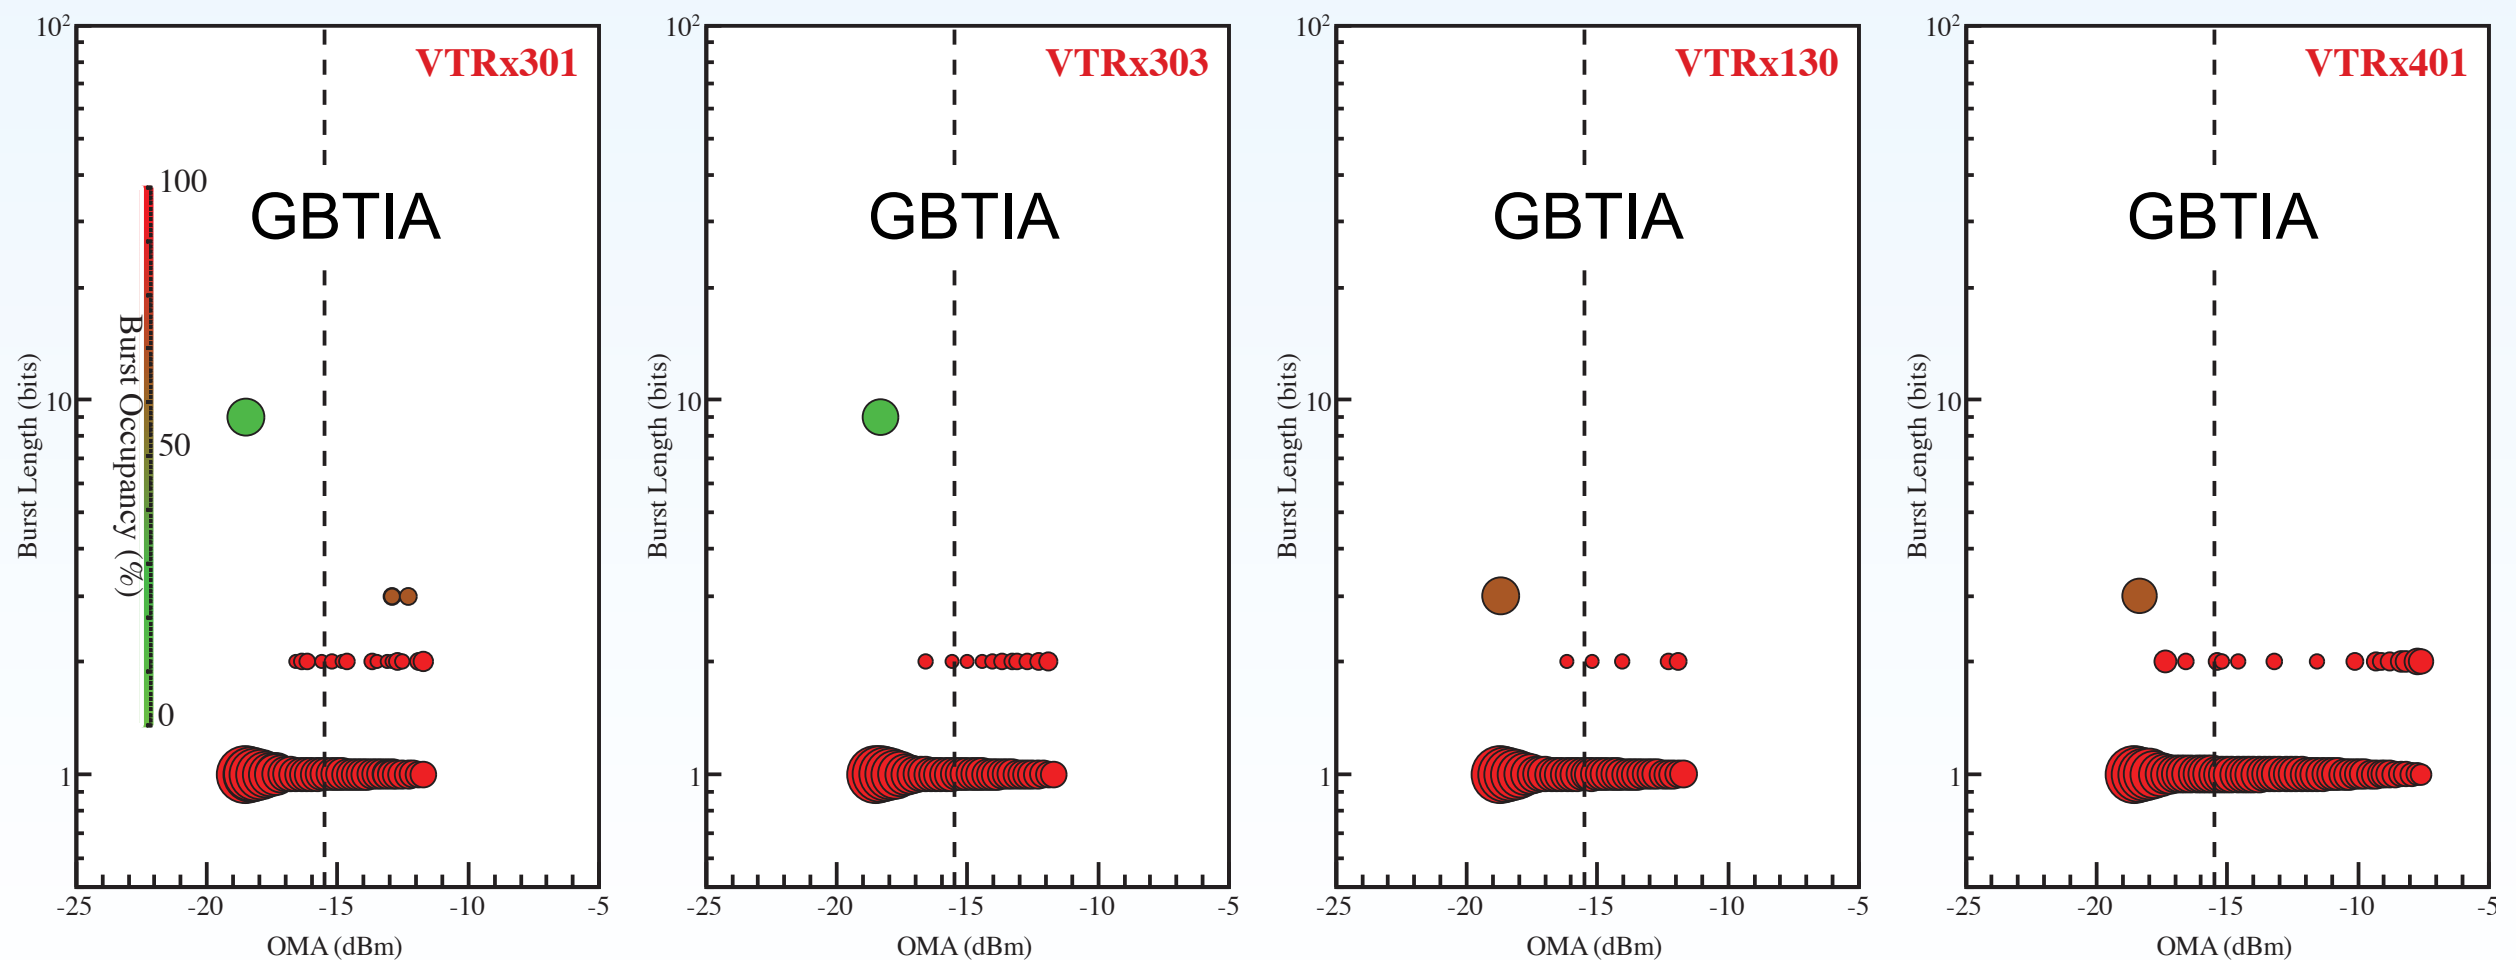 VTRx301
GBTIA
10²
10
1
Burst Length (bits)
100
50
0
Burst Occupancy (%)
-25
-20
-15
-10
-5
OMA (dBm)
VTRx303
GBTIA
10²
10
1
Burst Length (bits)
-25
-20
-15
-10
-5
OMA (dBm)
VTRx130
GBTIA
10²
10
1
Burst Length (bits)
-25
-20
-15
-10
-5
OMA (dBm)
VTRx401
GBTIA
10²
10
1
Burst Length (bits)
-25
-20
-15
-10
-5
OMA (dBm)